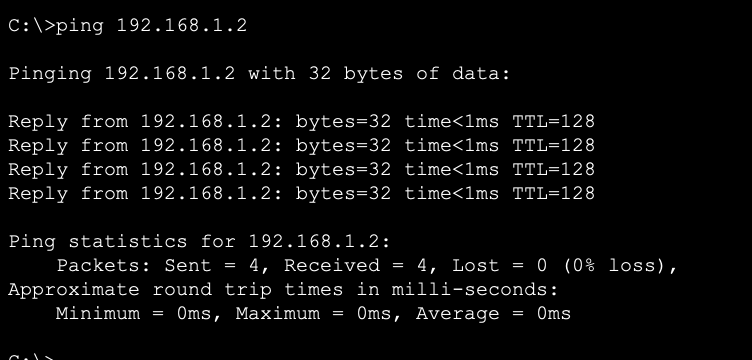 C:\>ping 192.168.1.2
Pinging 192.168.1.2 with 32 bytes of data:
Reply from 192.168.1.2: bytes=32 time<1ms TTL=128
Reply from 192.168.1.2: bytes=32 time<1ms TTL=128
Reply from 192.168.1.2: bytes=32 time<1ms TTL=128
Reply from 192.168.1.2: bytes=32 time<1ms TTL=128
Ping statistics for 192.168.1.2:
    Packets: Sent = 4, Received = 4, Lost = 0 (0% loss),
Approximate round trip times in milli-seconds:
    Minimum = 0ms, Maximum = 0ms, Average = 0ms
C:\>